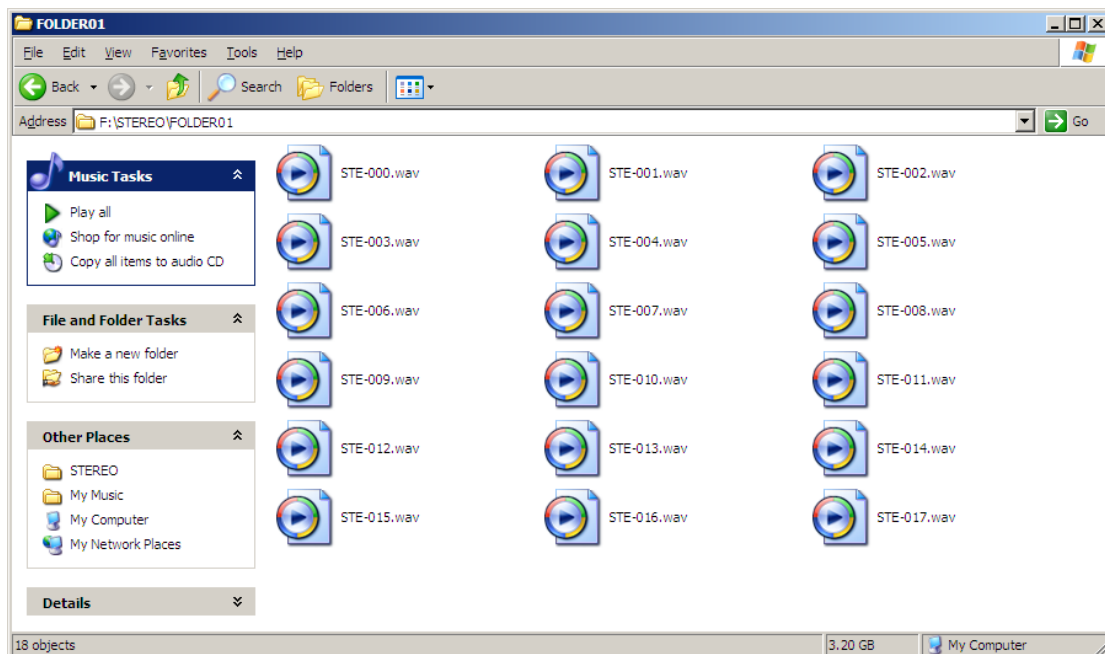 FOLDER01
File Edit View Favorites Tools Help
Back Search Folders
Address F:\STEREO\FOLDER01 Go
Music Tasks
Play all
Shop for music online
Copy all items to audio CD
File and Folder Tasks
Make a new folder
Share this folder
Other Places
STEREO
My Music
My Computer
My Network Places
Details
STE-000.wav STE-001.wav STE-002.wav
STE-003.wav STE-004.wav STE-005.wav
STE-006.wav STE-007.wav STE-008.wav
STE-009.wav STE-010.wav STE-011.wav
STE-012.wav STE-013.wav STE-014.wav
STE-015.wav STE-016.wav STE-017.wav
18 objects 3.20 GB My Computer